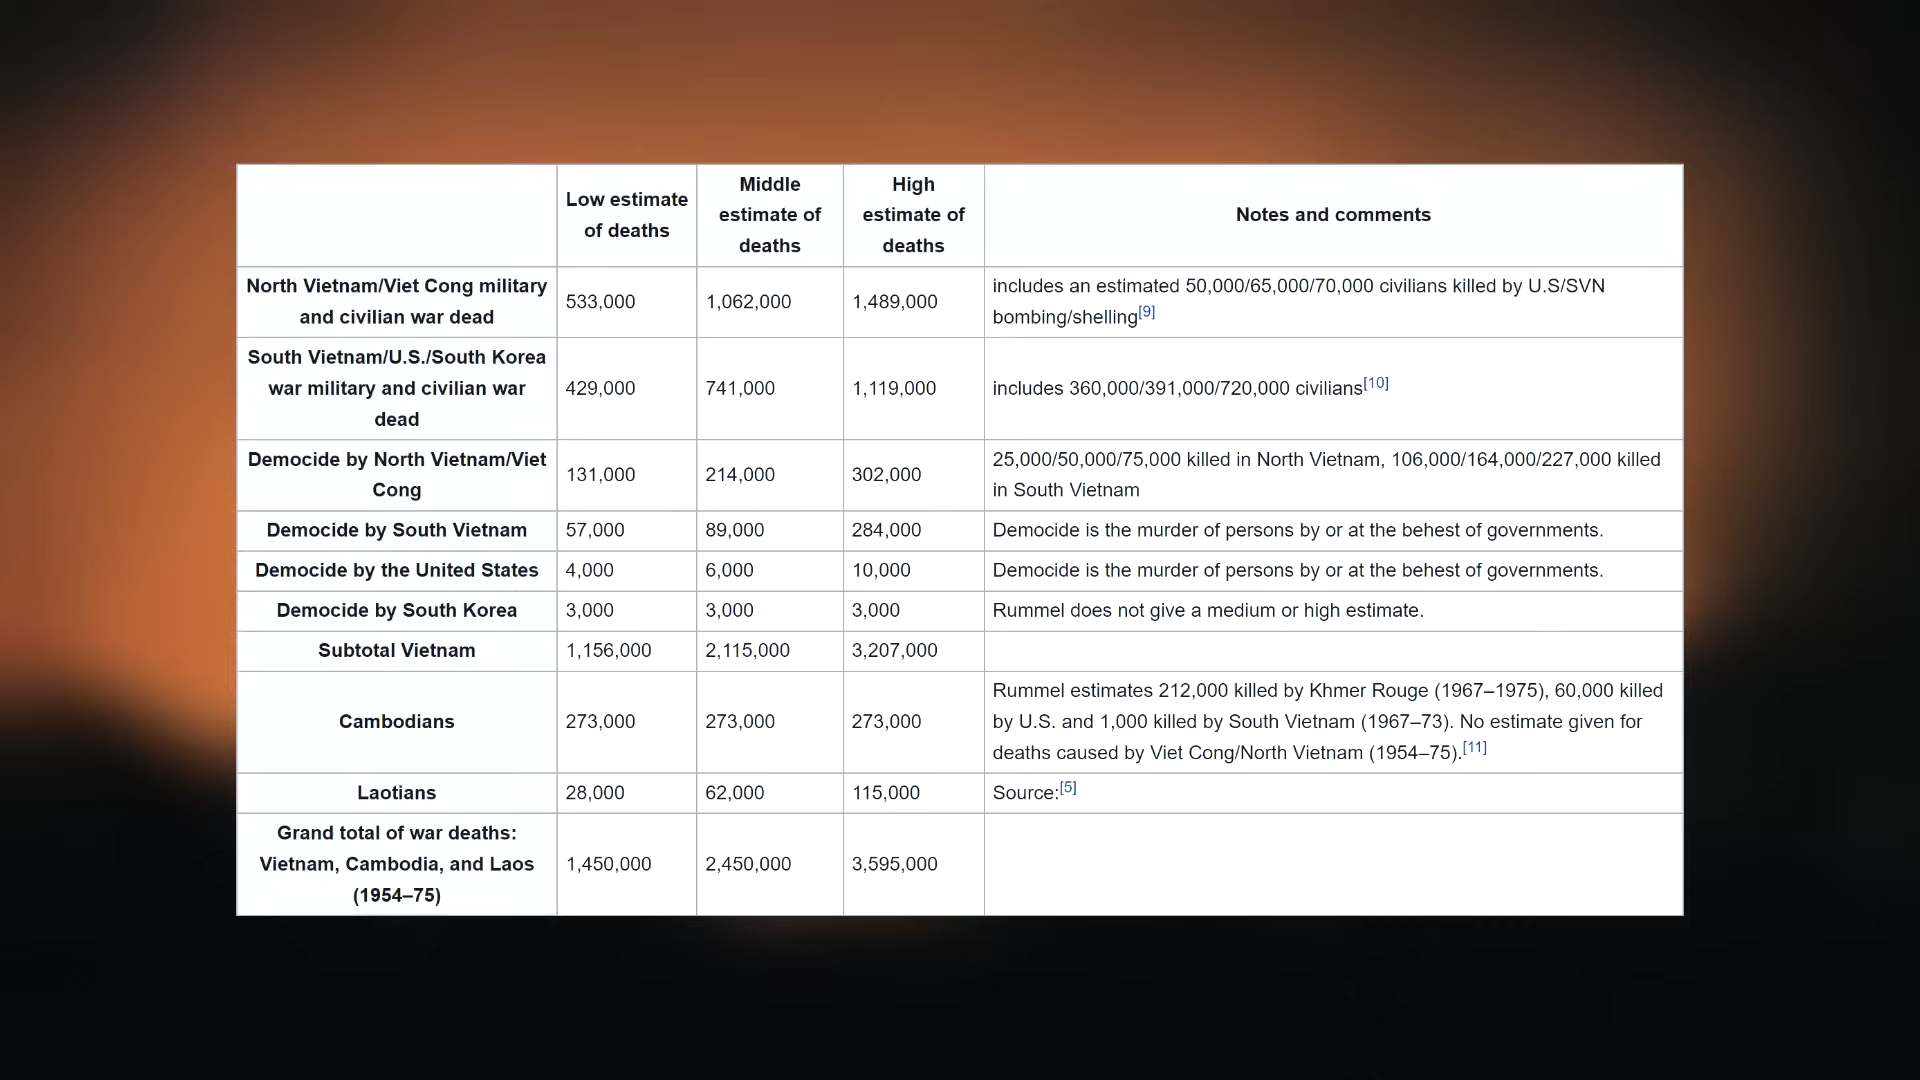 Low estimate of deaths
Middle estimate of deaths
High estimate of deaths
Notes and comments
North Vietnam/Viet Cong military
and civilian war dead
533,000
1,062,000
1,489,000
includes an estimated 50,000/65,000/70,000 civilians killed by U.S/SVN
bombing/shelling[9]
South Vietnam/U.S./South Korea
war military and civilian war
dead
429,000
741,000
1,119,000
includes 360,000/391,000/720,000 civilians[10]
Democide by North Vietnam/Viet
Cong
131,000
214,000
302,000
25,000/50,000/75,000 killed in North Vietnam, 106,000/164,000/227,000 killed
in South Vietnam
Democide by South Vietnam
57,000
89,000
284,000
Democide is the murder of persons by or at the behest of governments.
Democide by the United States
4,000
6,000
10,000
Democide is the murder of persons by or at the behest of governments.
Democide by South Korea
3,000
3,000
3,000
Rummel does not give a medium or high estimate.
Subtotal Vietnam
1,156,000
2,115,000
3,207,000
Cambodians
273,000
273,000
273,000
Rummel estimates 212,000 killed by Khmer Rouge (1967–1975), 60,000 killed
by U.S. and 1,000 killed by South Vietnam (1967–73). No estimate given for
deaths caused by Viet Cong/North Vietnam (1954–75).[11]
Laotians
28,000
62,000
115,000
Source:[5]
Grand total of war deaths:
Vietnam, Cambodia, and Laos
(1954–75)
1,450,000
2,450,000
3,595,000